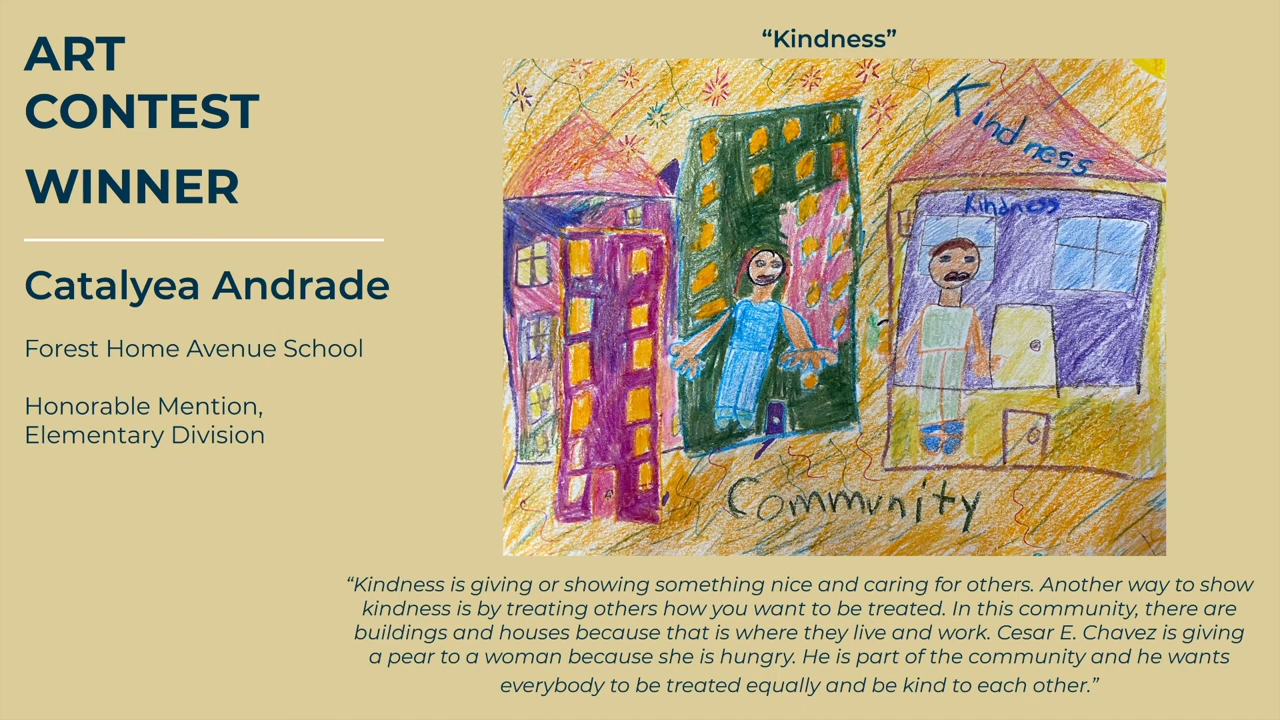 ART
CONTEST
WINNER
Catalyea Andrade
Forest Home Avenue School
Honorable Mention,
Elementary Division
“Kindness”
Kindness
Kindness
Community
“Kindness is giving or showing something nice and caring for others. Another way to show
kindness is by treating others how you want to be treated. In this community, there are
buildings and houses because that is where they live and work. Cesar E. Chavez is giving
a pear to a woman because she is hungry. He is part of the community and he wants
everybody to be treated equally and be kind to each other.”